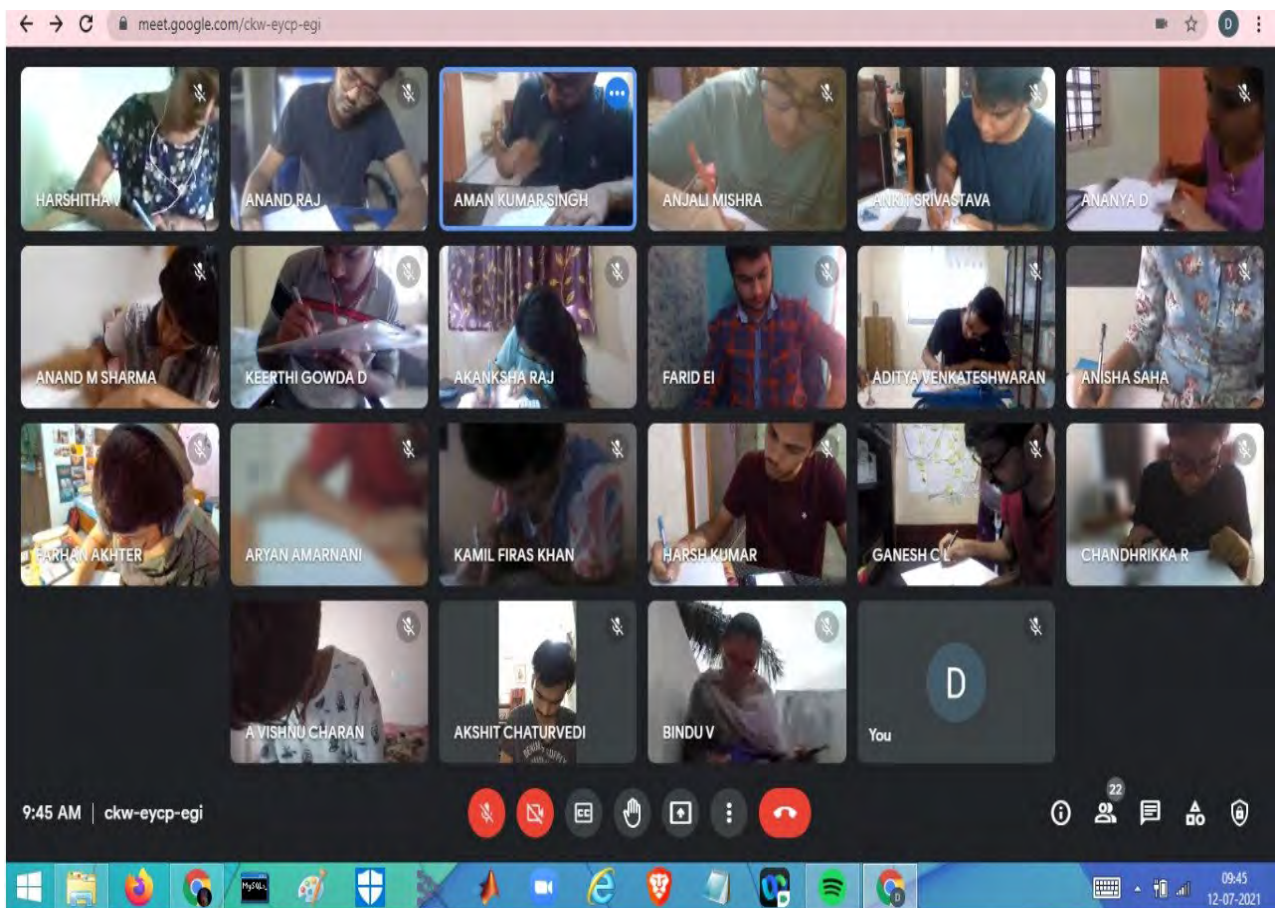 meet.google.com/ckw-eycp-egi
D
HARSHITHA V
ANAND RAJ
AMAN KUMAR SINGH
ANJALI MISHRA
ANKIT SRIVASTAVA
ANANYA D
ANAND M SHARMA
KEERTHI GOWDA D
AKANKSHA RAJ
FARID EI
ADITYA VENKATESHWARAN
ANISHA SAHA
FARHAN AKHTER
ARYAN AMARNANI
KAMIL FIRAS KHAN
HARSH KUMAR
GANESH C L
CHANDHRIKKA R
A VISHNU CHARAN
AKSHIT CHATURVEDI
BINDU V
D
You
9:45 AM | ckw-eycp-egi
CC
22
09:45
12-07-2021